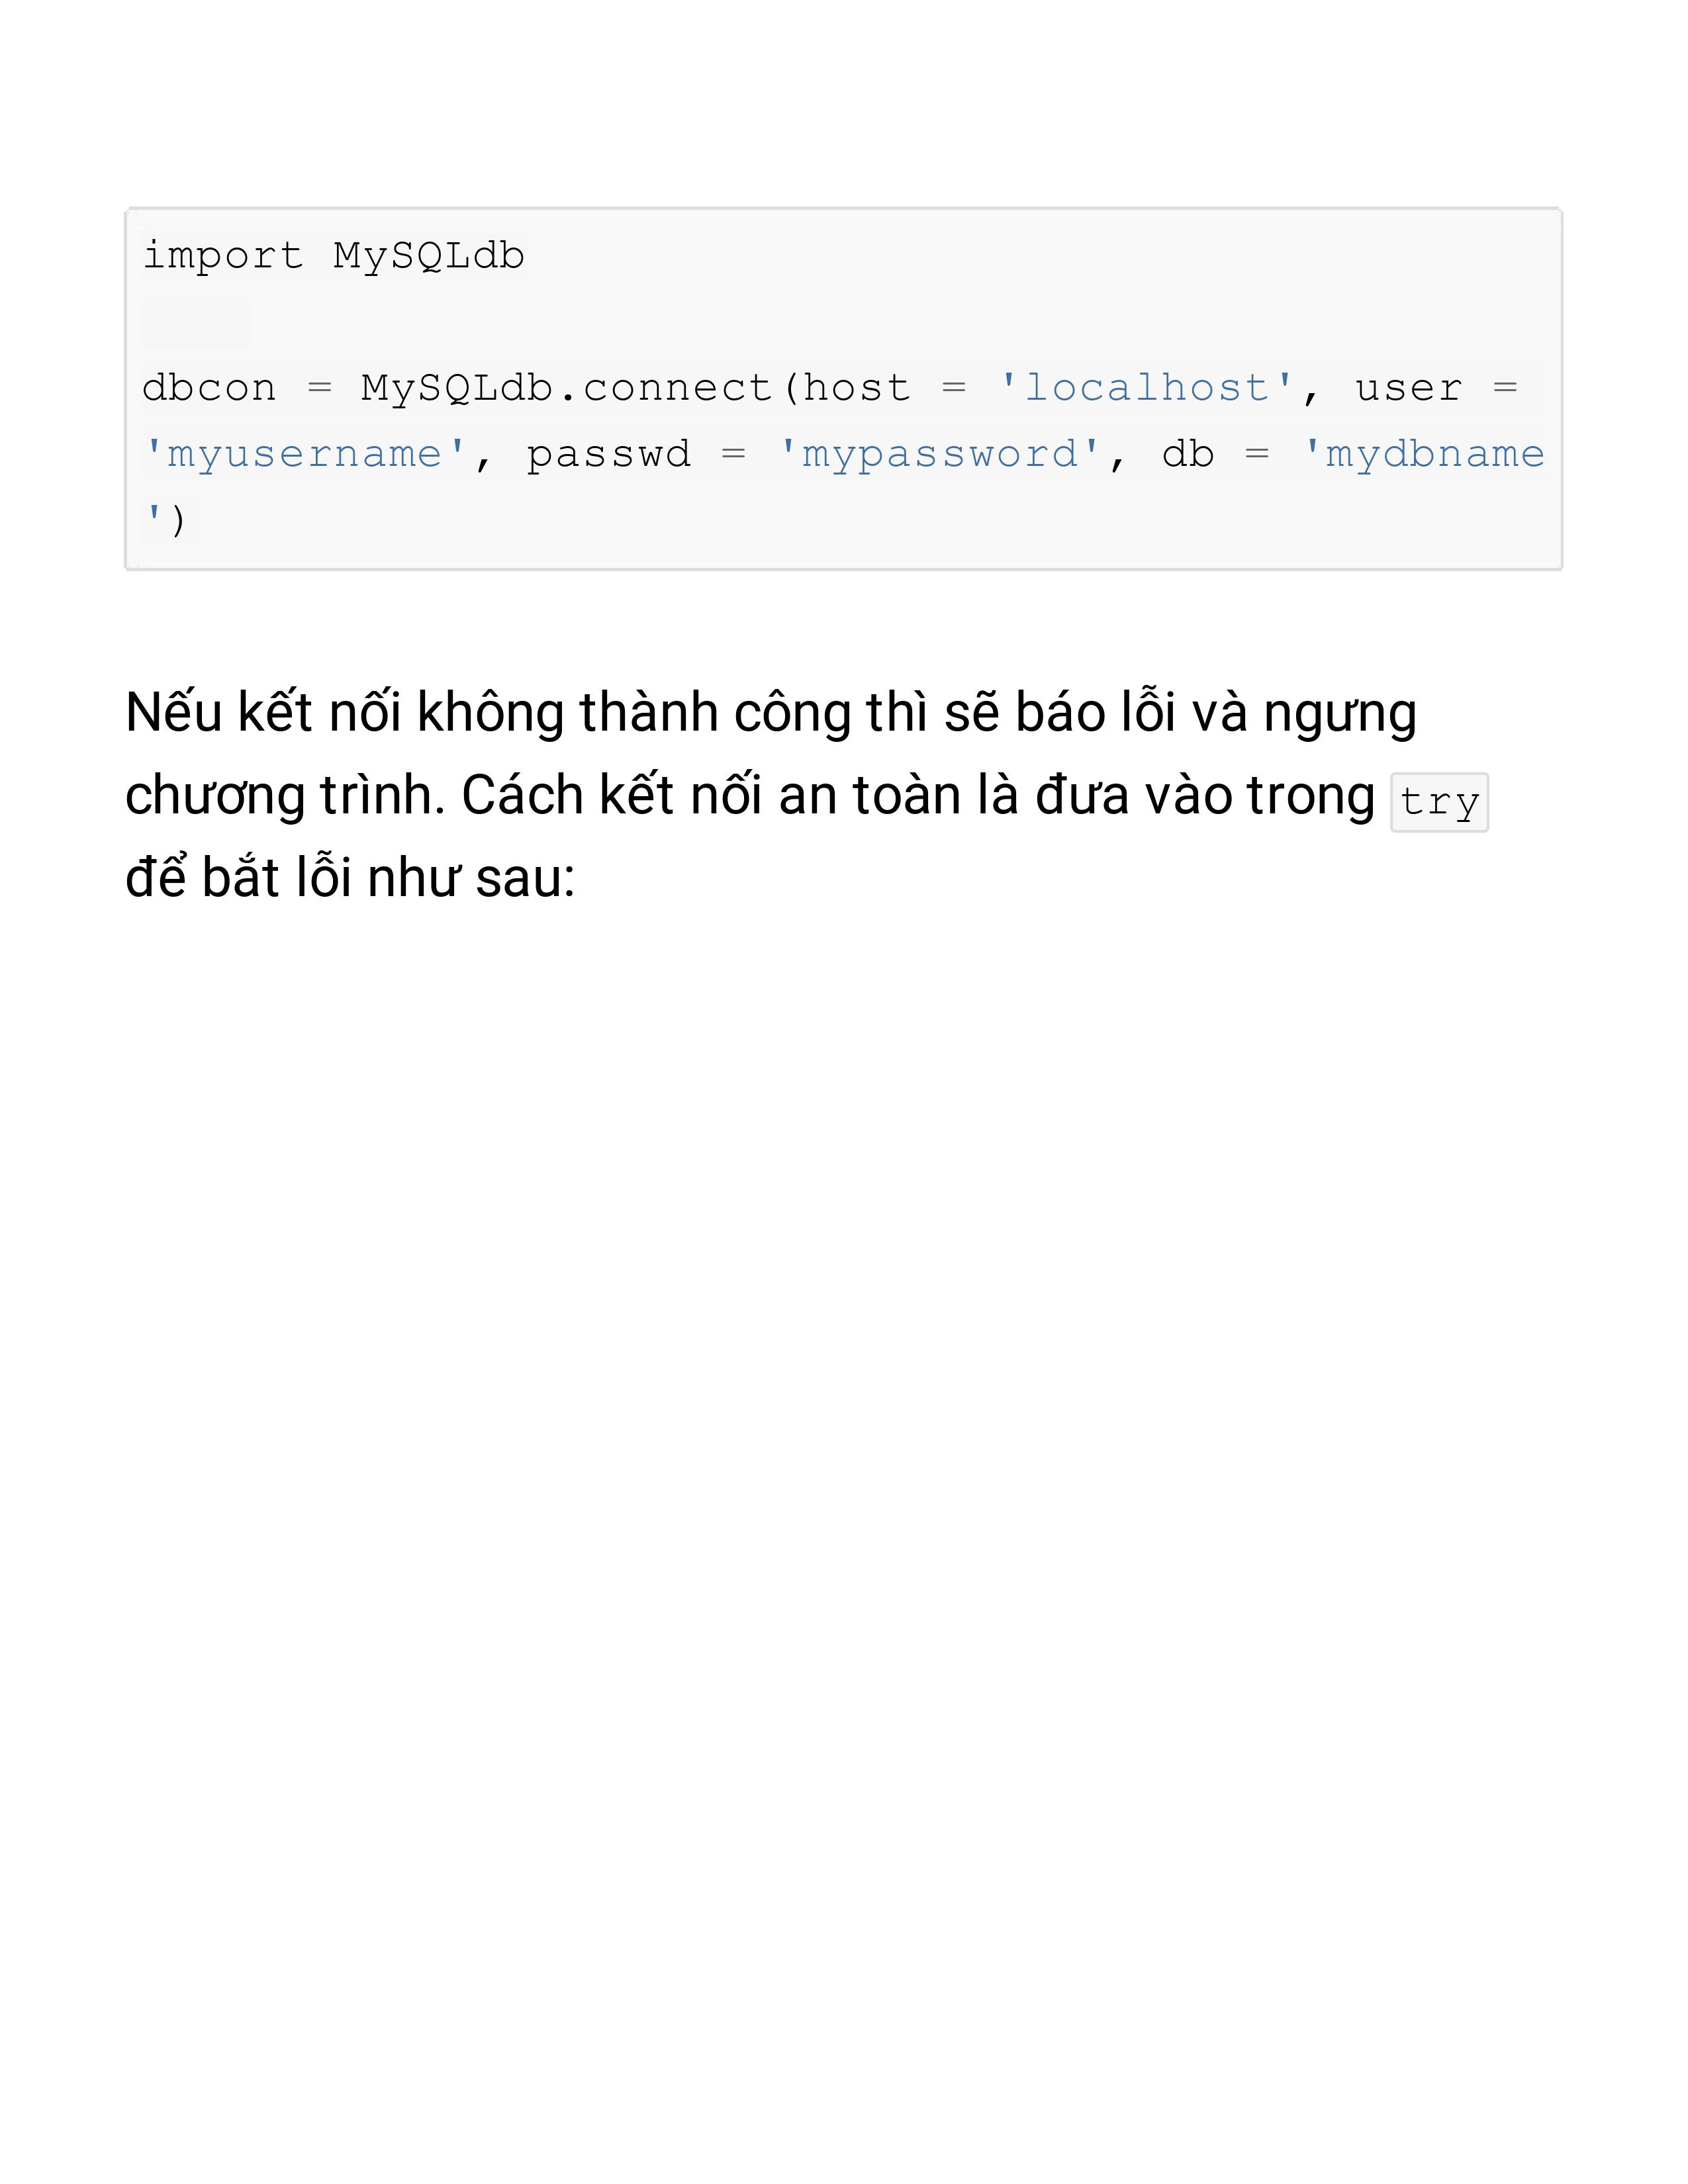 import MySQLdb
dbcon = MySQLdb.connect(host = 'localhost', user =
'myusername', passwd = 'mypassword', db = 'mydbname
')
Nếu kết nối không thành công thì sẽ báo lỗi và ngưng
chương trình. Cách kết nối an toàn là đưa vào trong try
để bắt lỗi như sau: